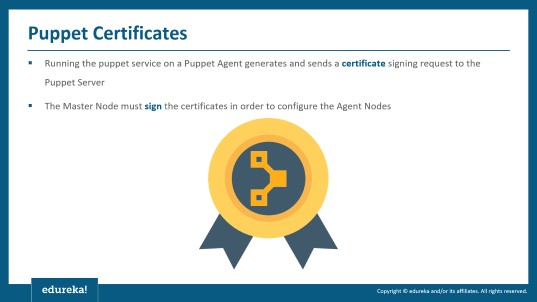 Puppet Certificates
▪ Running the puppet service on a Puppet Agent generates and sends a certificate signing request to the
Puppet Server
▪ The Master Node must sign the certificates in order to configure the Agent Nodes
edureka!
Copyright © edureka and/or its affiliates. All rights reserved.